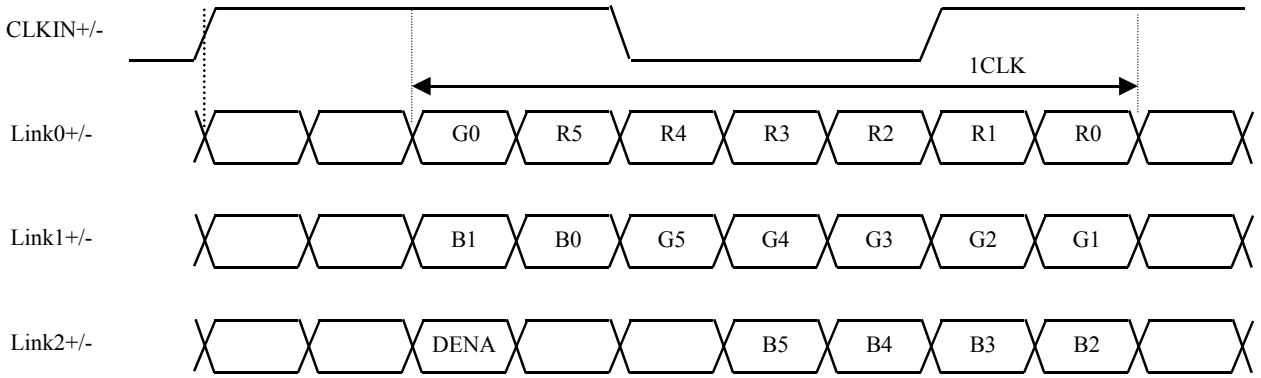 CLKIN+/-
1CLK
Link0+/- G0 R5 R4 R3 R2 R1 R0
Link1+/- B1 B0 G5 G4 G3 G2 G1
Link2+/- DENA B5 B4 B3 B2